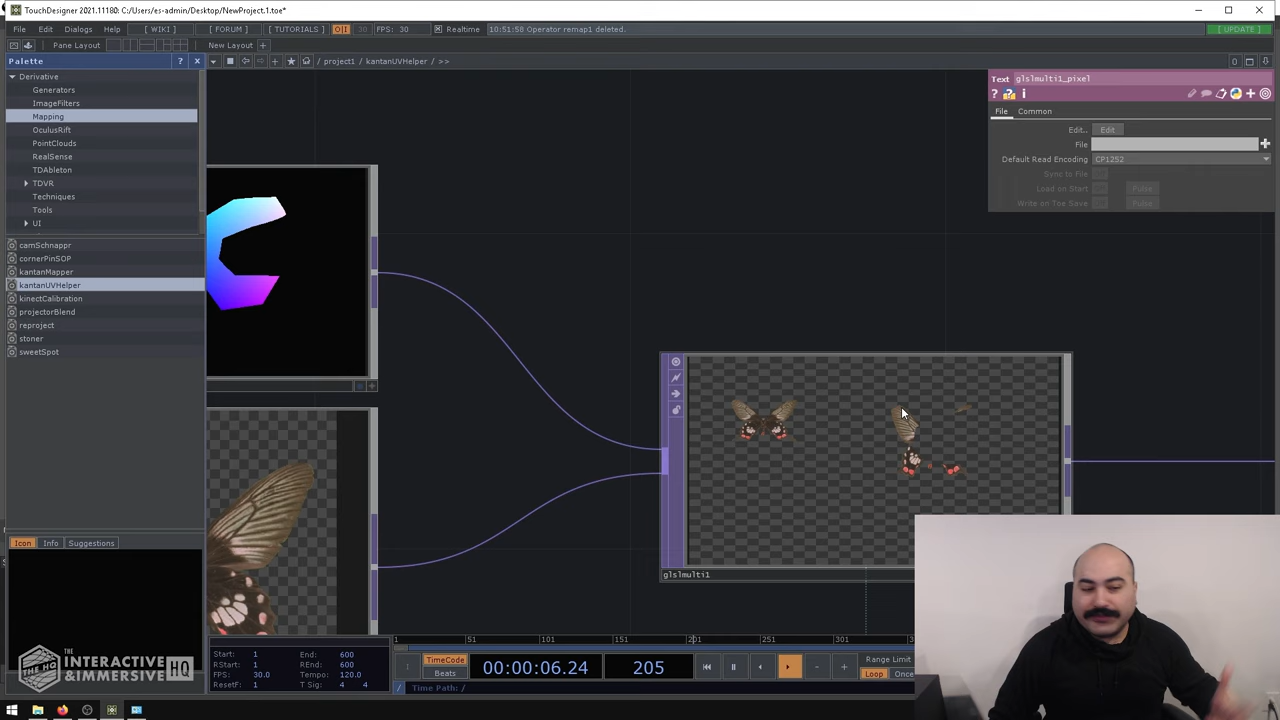 TouchDesigner 2021.11180: C:/Users/es-admin/Desktop/NewProject.1.toe*
File Edit Dialogs Help [ WIKI ] [ FORUM ] [ TUTORIALS ] O|I 30 FPS: 30 Realtime 10:51:58 Operator remap1 deleted. [ UPDATE ]
Pane Layout New Layout +
Palette ? x
/ project1 / kantanUVHelper / >> 0
Derivative
Generators
ImageFilters
Mapping
OculusRift
PointClouds
RealSense
TDAbleton
TDVR
Techniques
Tools
UI
camSchnappr
cornerPinSOP
kantanMapper
kantanUVHelper
kinectCalibration
projectorBlend
reproject
stoner
sweetSpot
Icon Info Suggestions
Text glslmulti1_pixel
? i
File Common
Edit.. Edit
File
Default Read Encoding CP1252
Sync to File
Load on Start Pulse
Write on Toe Save Pulse
glslmulti1
1 51 101 151 201 251 301
Start: 1 End: 600
RStart: 1 REnd: 600
FPS: 30.0 Tempo: 120.0
ResetF: 1 T Sig: 4 4
TimeCode
Beats
00:00:06.24 205
Range Limit
Loop Once
/ Time Path: /
THE HQ
THE
INTERACTIVE
& IMMERSIVE HQ